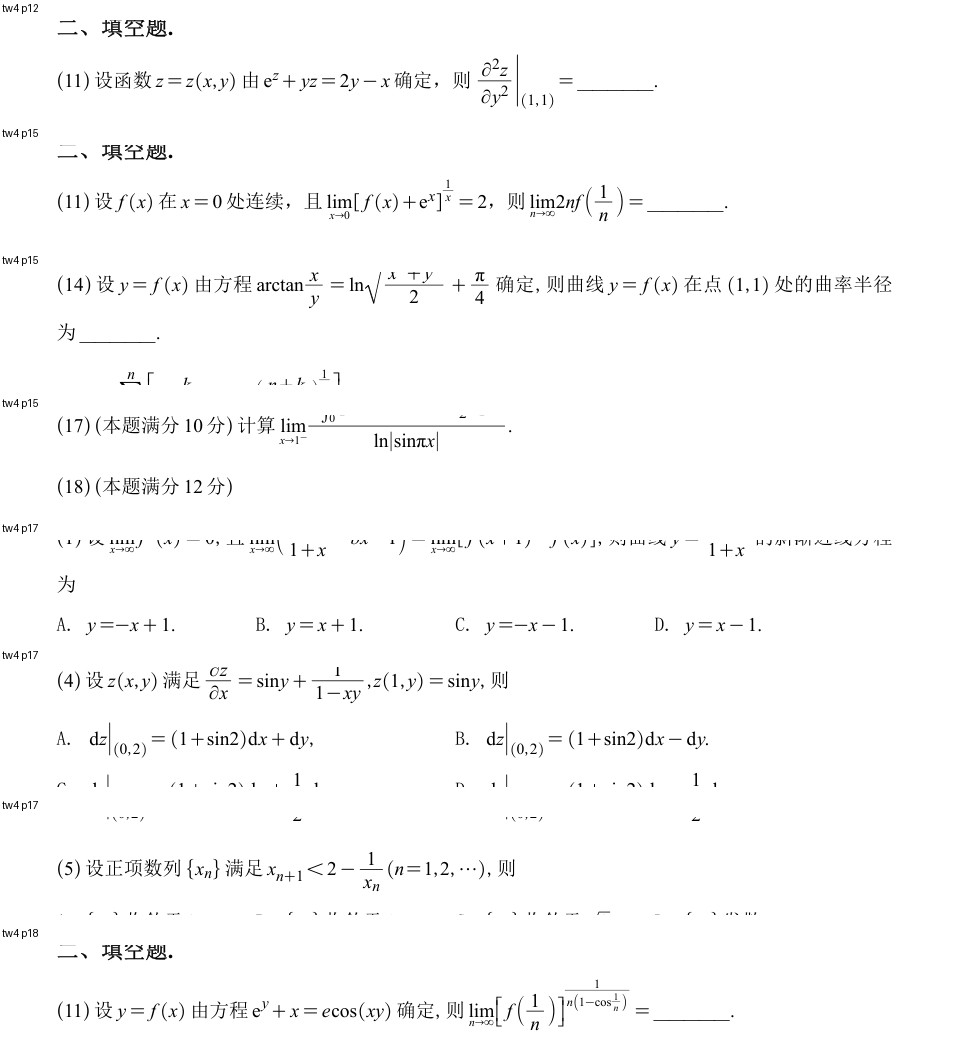 tw4 p12
二、填空题.
(11) 设函数 z=z(x,y) 由 e^z+yz=2y−x 确定，则 ∂²z/∂y² |(1,1) = ________.
tw4 p15
二、填空题.
(11) 设 f(x) 在 x=0 处连续，且 lim x→0 [f(x)+e^x]^(1/x) = 2，则 lim n→∞ 2nf(1/n) = ________.
tw4 p15
(14) 设 y=f(x) 由方程 arctan x/y = ln√(x +y /2) + π/4 确定, 则曲线 y=f(x) 在点 (1,1) 处的曲率半径
为 ________.
tw4 p15
(17) (本题满分 10 分) 计算 lim x→1⁻ ln|sinπx| .
(18) (本题满分 12 分)
tw4 p17
为
A. y=−x+1. B. y=x+1. C. y=−x−1. D. y=x−1.
tw4 p17
(4) 设 z(x,y) 满足 ∂z/∂x = siny + 1/(1−xy), z(1,y) = siny, 则
A. dz|(0,2) = (1+sin2)dx+dy, B. dz|(0,2) = (1+sin2)dx−dy.
tw4 p17
(5) 设正项数列 {xₙ} 满足 xₙ₊₁ < 2 − 1/xₙ (n=1,2,⋯), 则
tw4 p18
二、填空题.
(11) 设 y=f(x) 由方程 e^y+x=ecos(xy) 确定, 则 lim n→∞ [f(1/n)]^(1/(n(1−cos 1/n))) = ________.